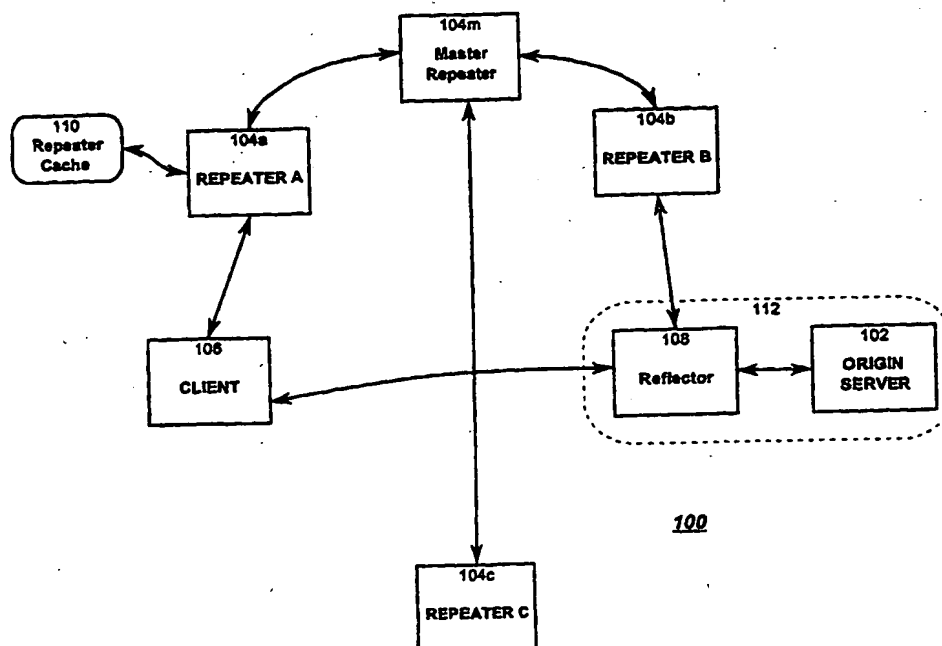 104m
Master
Repeater
110
Repeater
Cache
104a
REPEATER A
104b
REPEATER B
112
106
CLIENT
108
Reflector
102
ORIGIN
SERVER
100
104c
REPEATER C